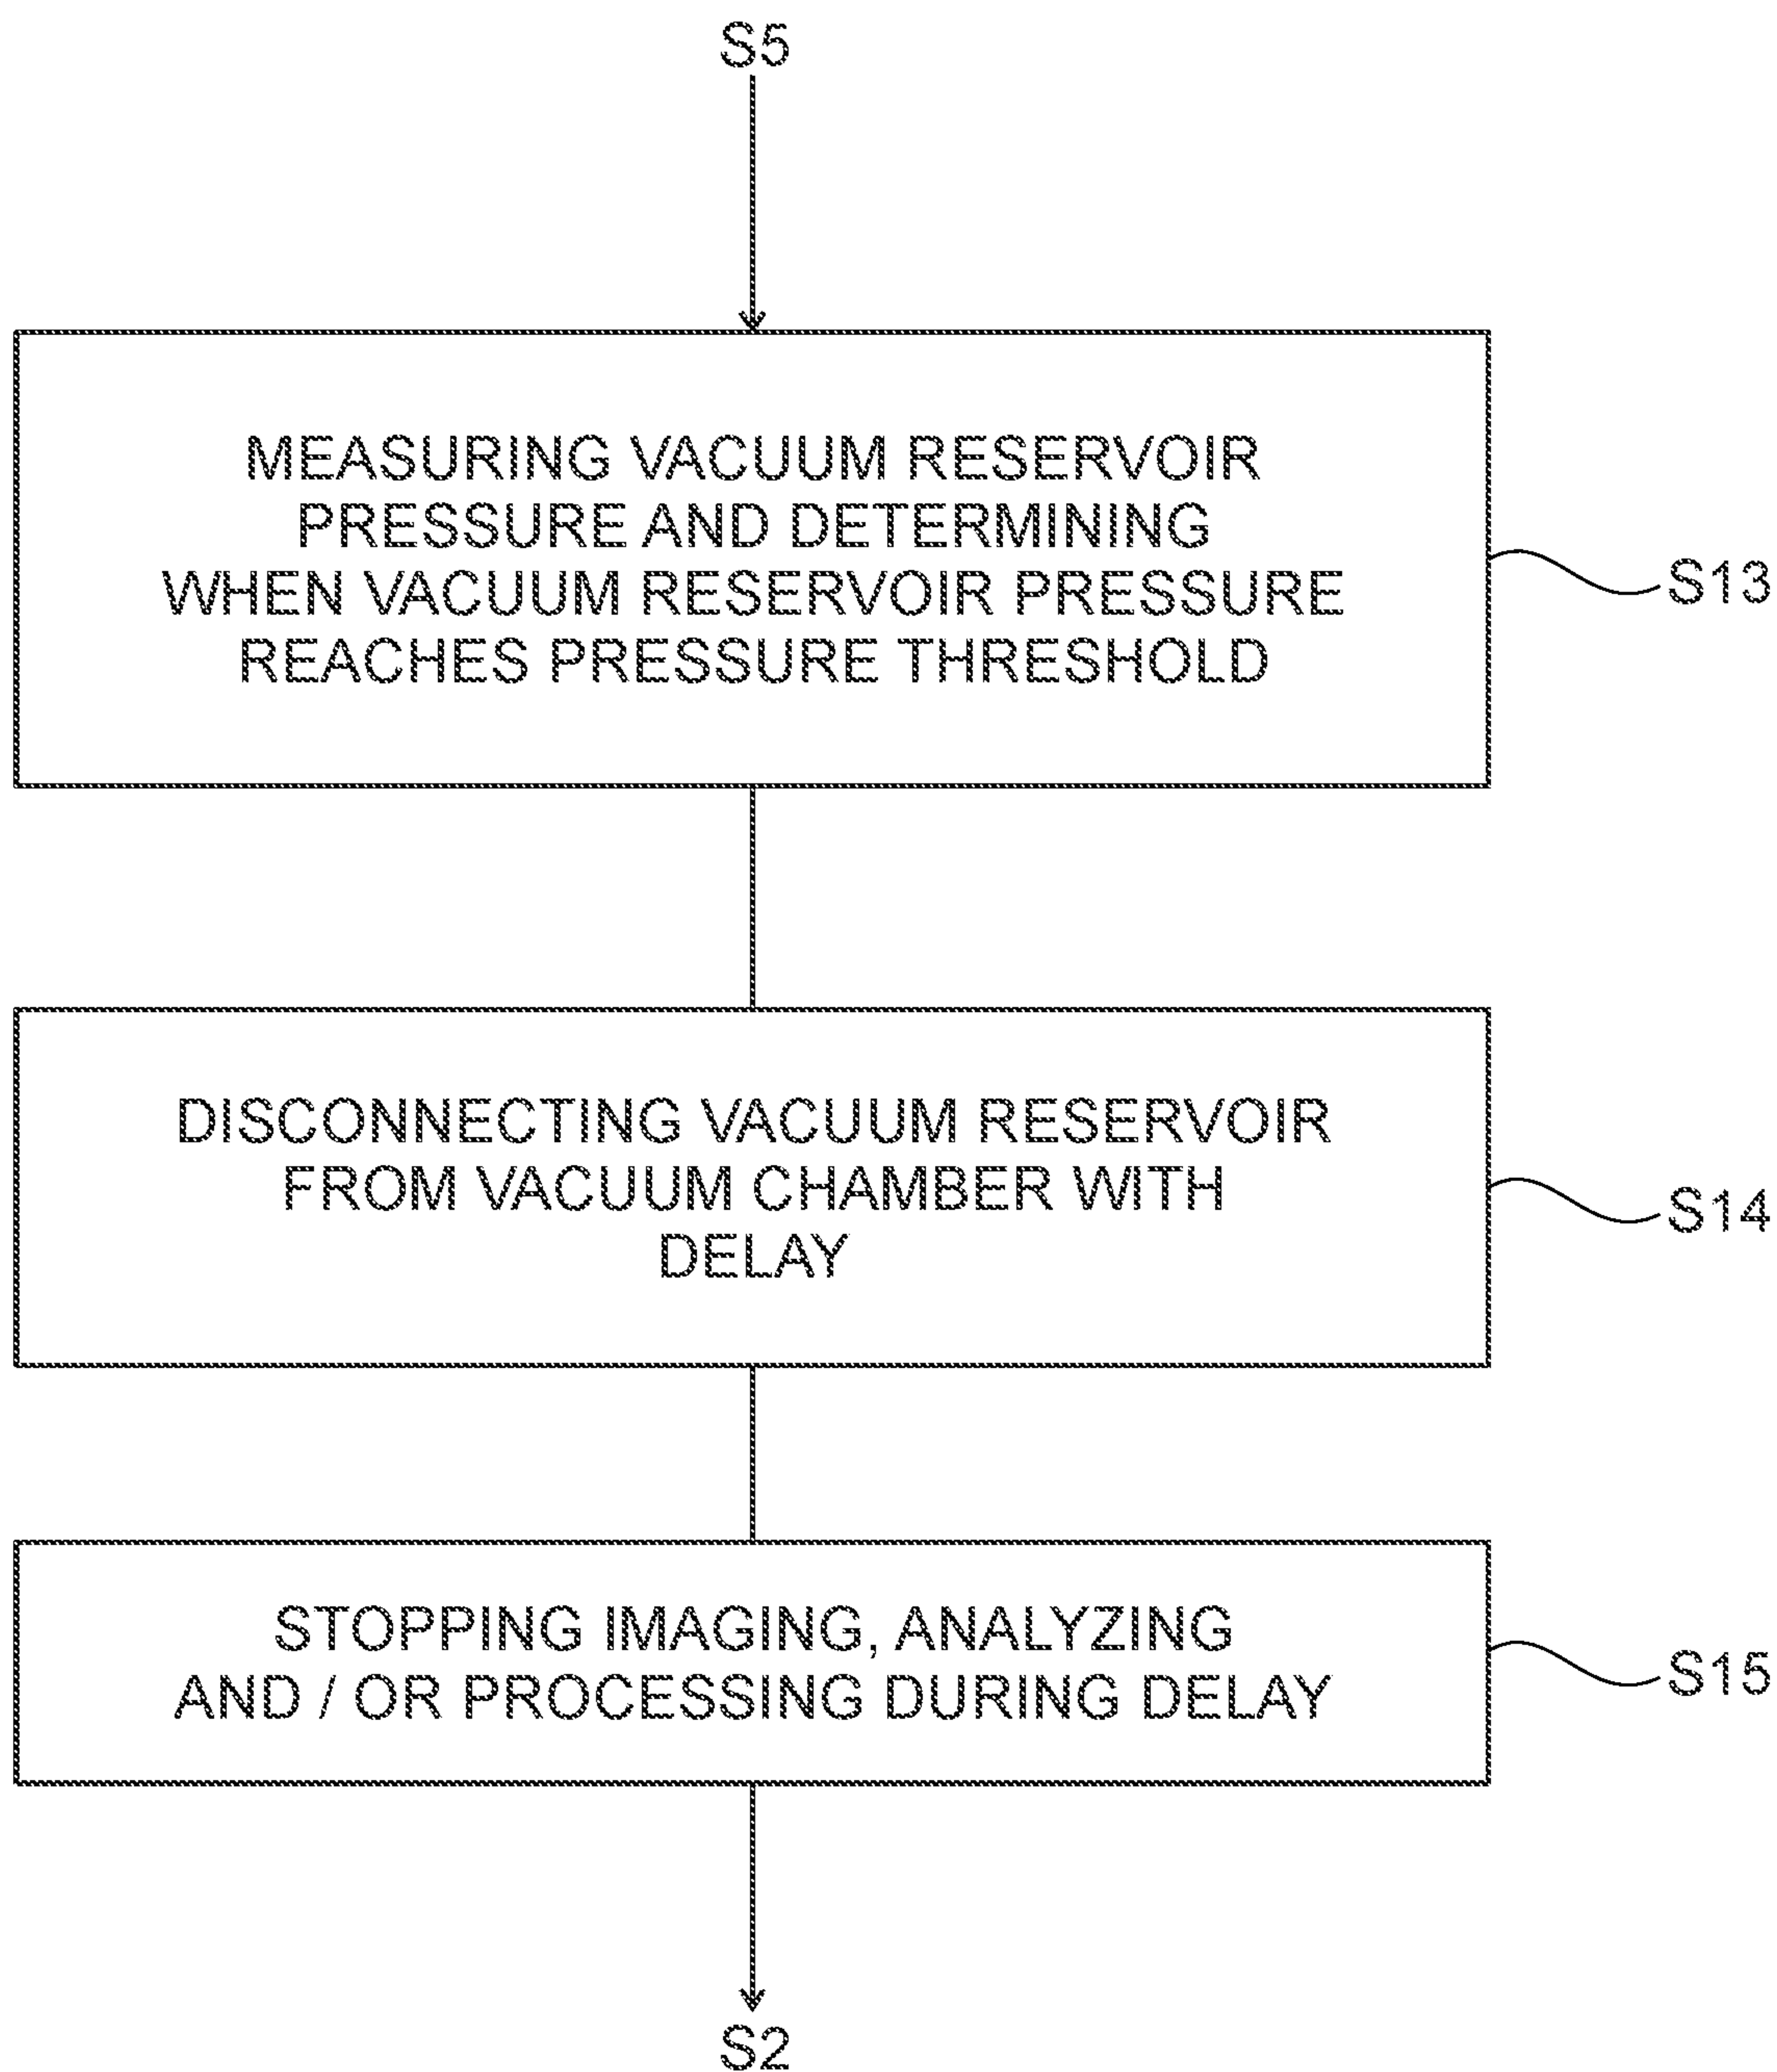 S5
MEASURING VACUUM RESERVOIR
PRESSURE AND DETERMINING
WHEN VACUUM RESERVOIR PRESSURE
REACHES PRESSURE THRESHOLD
S13
DISCONNECTING VACUUM RESERVOIR
FROM VACUUM CHAMBER WITH
DELAY
S14
STOPPING IMAGING, ANALYZING
AND / OR PROCESSING DURING DELAY
S15
S2